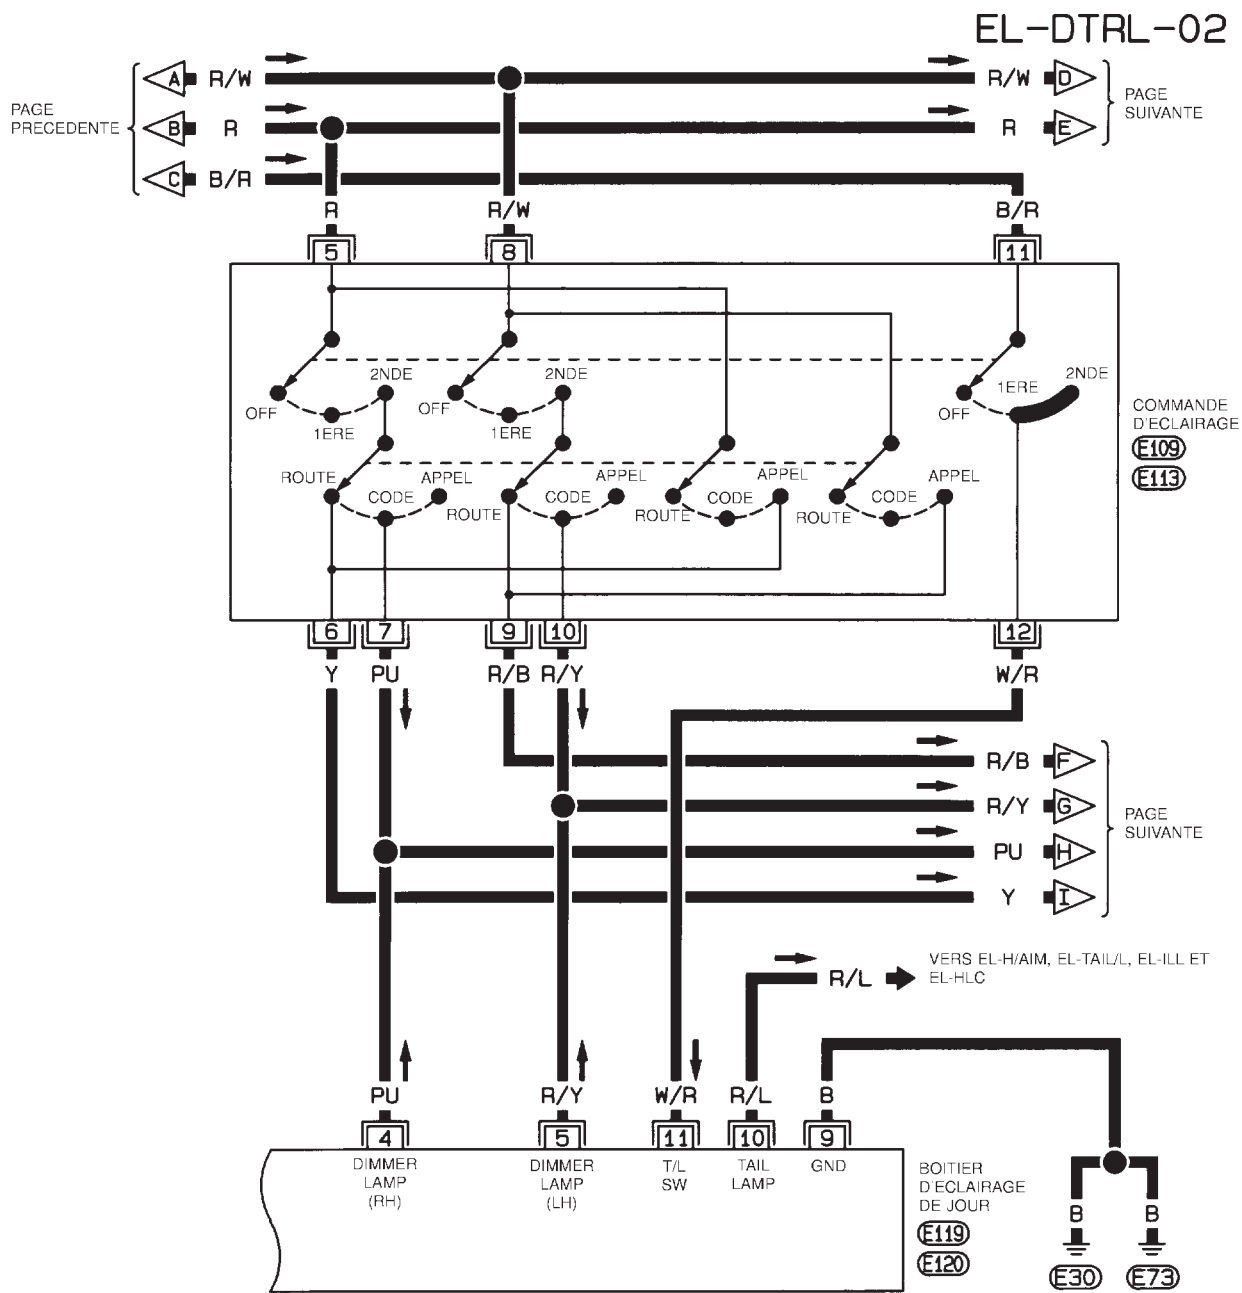 EL-DTRL-02
A R/W R/W D
PAGE
PRECEDENTE
PAGE
SUIVANTE
B R R E
C B/R
R R/W B/R
5 8 11
2NDE 2NDE 1ERE 2NDE
OFF OFF OFF
1ERE 1ERE
COMMANDE
D'ECLAIRAGE
E109
E113
ROUTE CODE APPEL
ROUTE CODE APPEL
ROUTE CODE APPEL
ROUTE CODE APPEL
6 7 9 10 12
Y PU R/B R/Y W/R
R/B F
R/Y G
PU H
Y I
PAGE
SUIVANTE
R/L
VERS EL-H/AIM, EL-TAIL/L, EL-ILL ET
EL-HLC
PU R/Y W/R R/L B
4 5 11 10 9
DIMMER
LAMP
(RH)
DIMMER
LAMP
(LH)
T/L
SW
TAIL
LAMP
GND
BOITIER
D'ECLAIRAGE
DE JOUR
E119
E120
B B
E30 E73